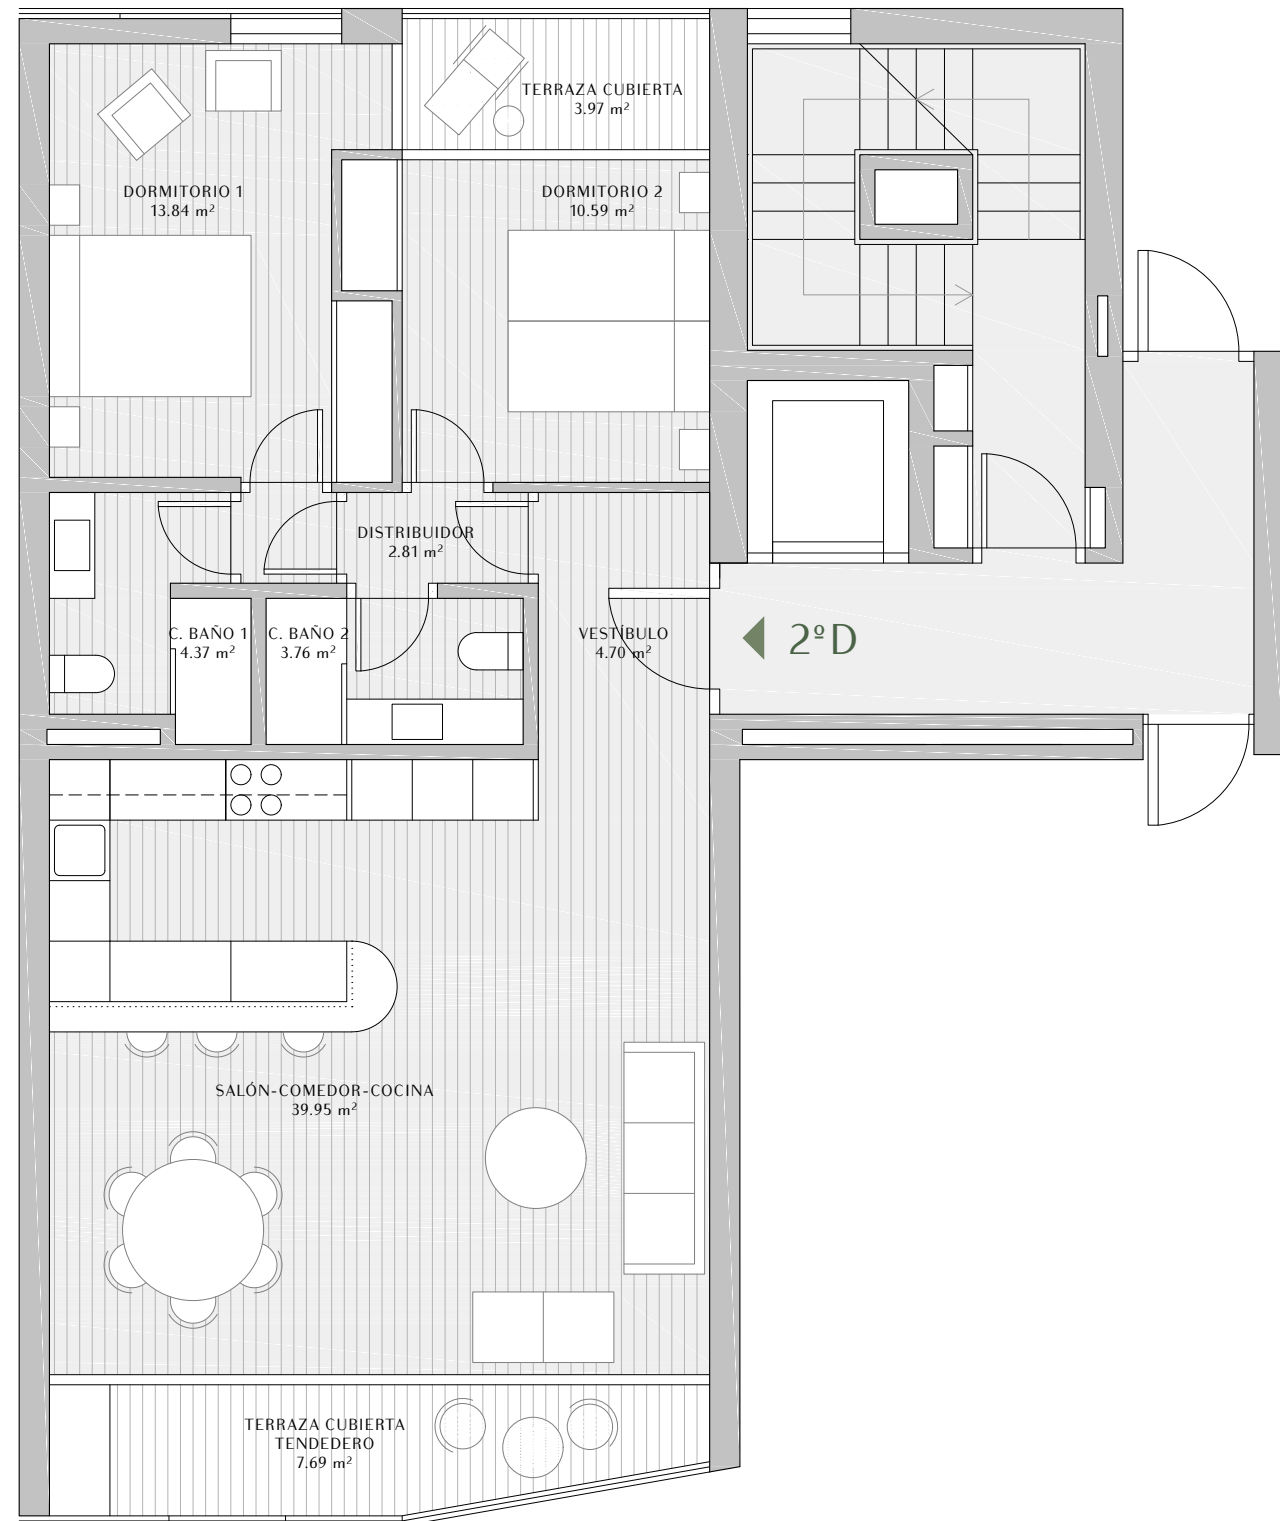 TERRAZA CUBIERTA
3.97 m²
DORMITORIO 1
13.84 m²
DORMITORIO 2
10.59 m²
DISTRIBUIDOR
2.81 m²
C. BAÑO 1
4.37 m²
C. BAÑO 2
3.76 m²
VESTÍBULO
4.70 m²
2ºD
SALÓN-COMEDOR-COCINA
39.95 m²
TERRAZA CUBIERTA
TENDEDERO
7.69 m²